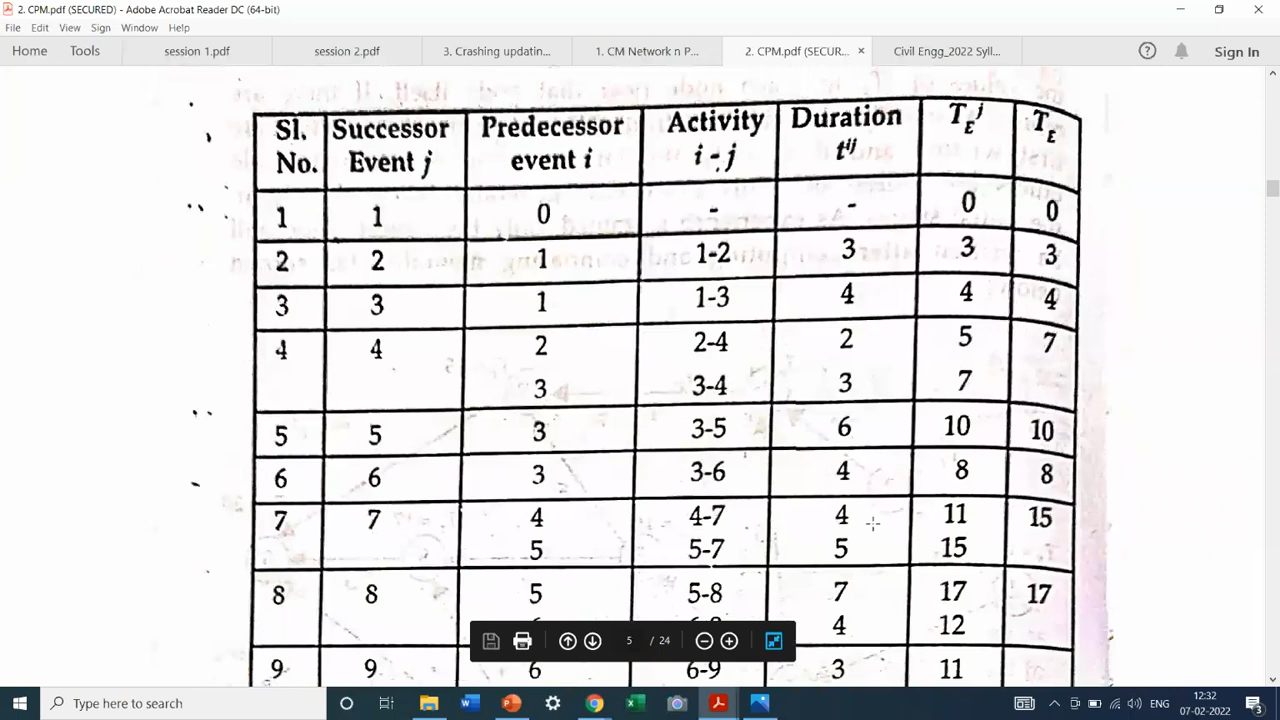 2. CPM.pdf (SECURED) - Adobe Acrobat Reader DC (64-bit)
File Edit View Sign Window Help
Home Tools session 1.pdf session 2.pdf 3. Crashing updatin... 1. CM Network n P... 2. CPM.pdf (SECUR... × Civil Engg_2022 Syll... Sign In
Sl. No. Successor Event j Predecessor event i Activity i - j Duration t^ij T_E^j T_E
1 1 0 - - 0 0
2 2 1 1-2 3 3 3
3 3 1 1-3 4 4 4
4 4 2 2-4 2 5 7
3 3-4 3 7
5 5 3 3-5 6 10 10
6 6 3 3-6 4 8 8
7 7 4 4-7 4 11 15
5 5-7 5 15
8 8 5 5-8 7 17 17
4 12
5 / 24
9 9 6 6-9 3 11
Type here to search
ENG
12:32
07-02-2022
3